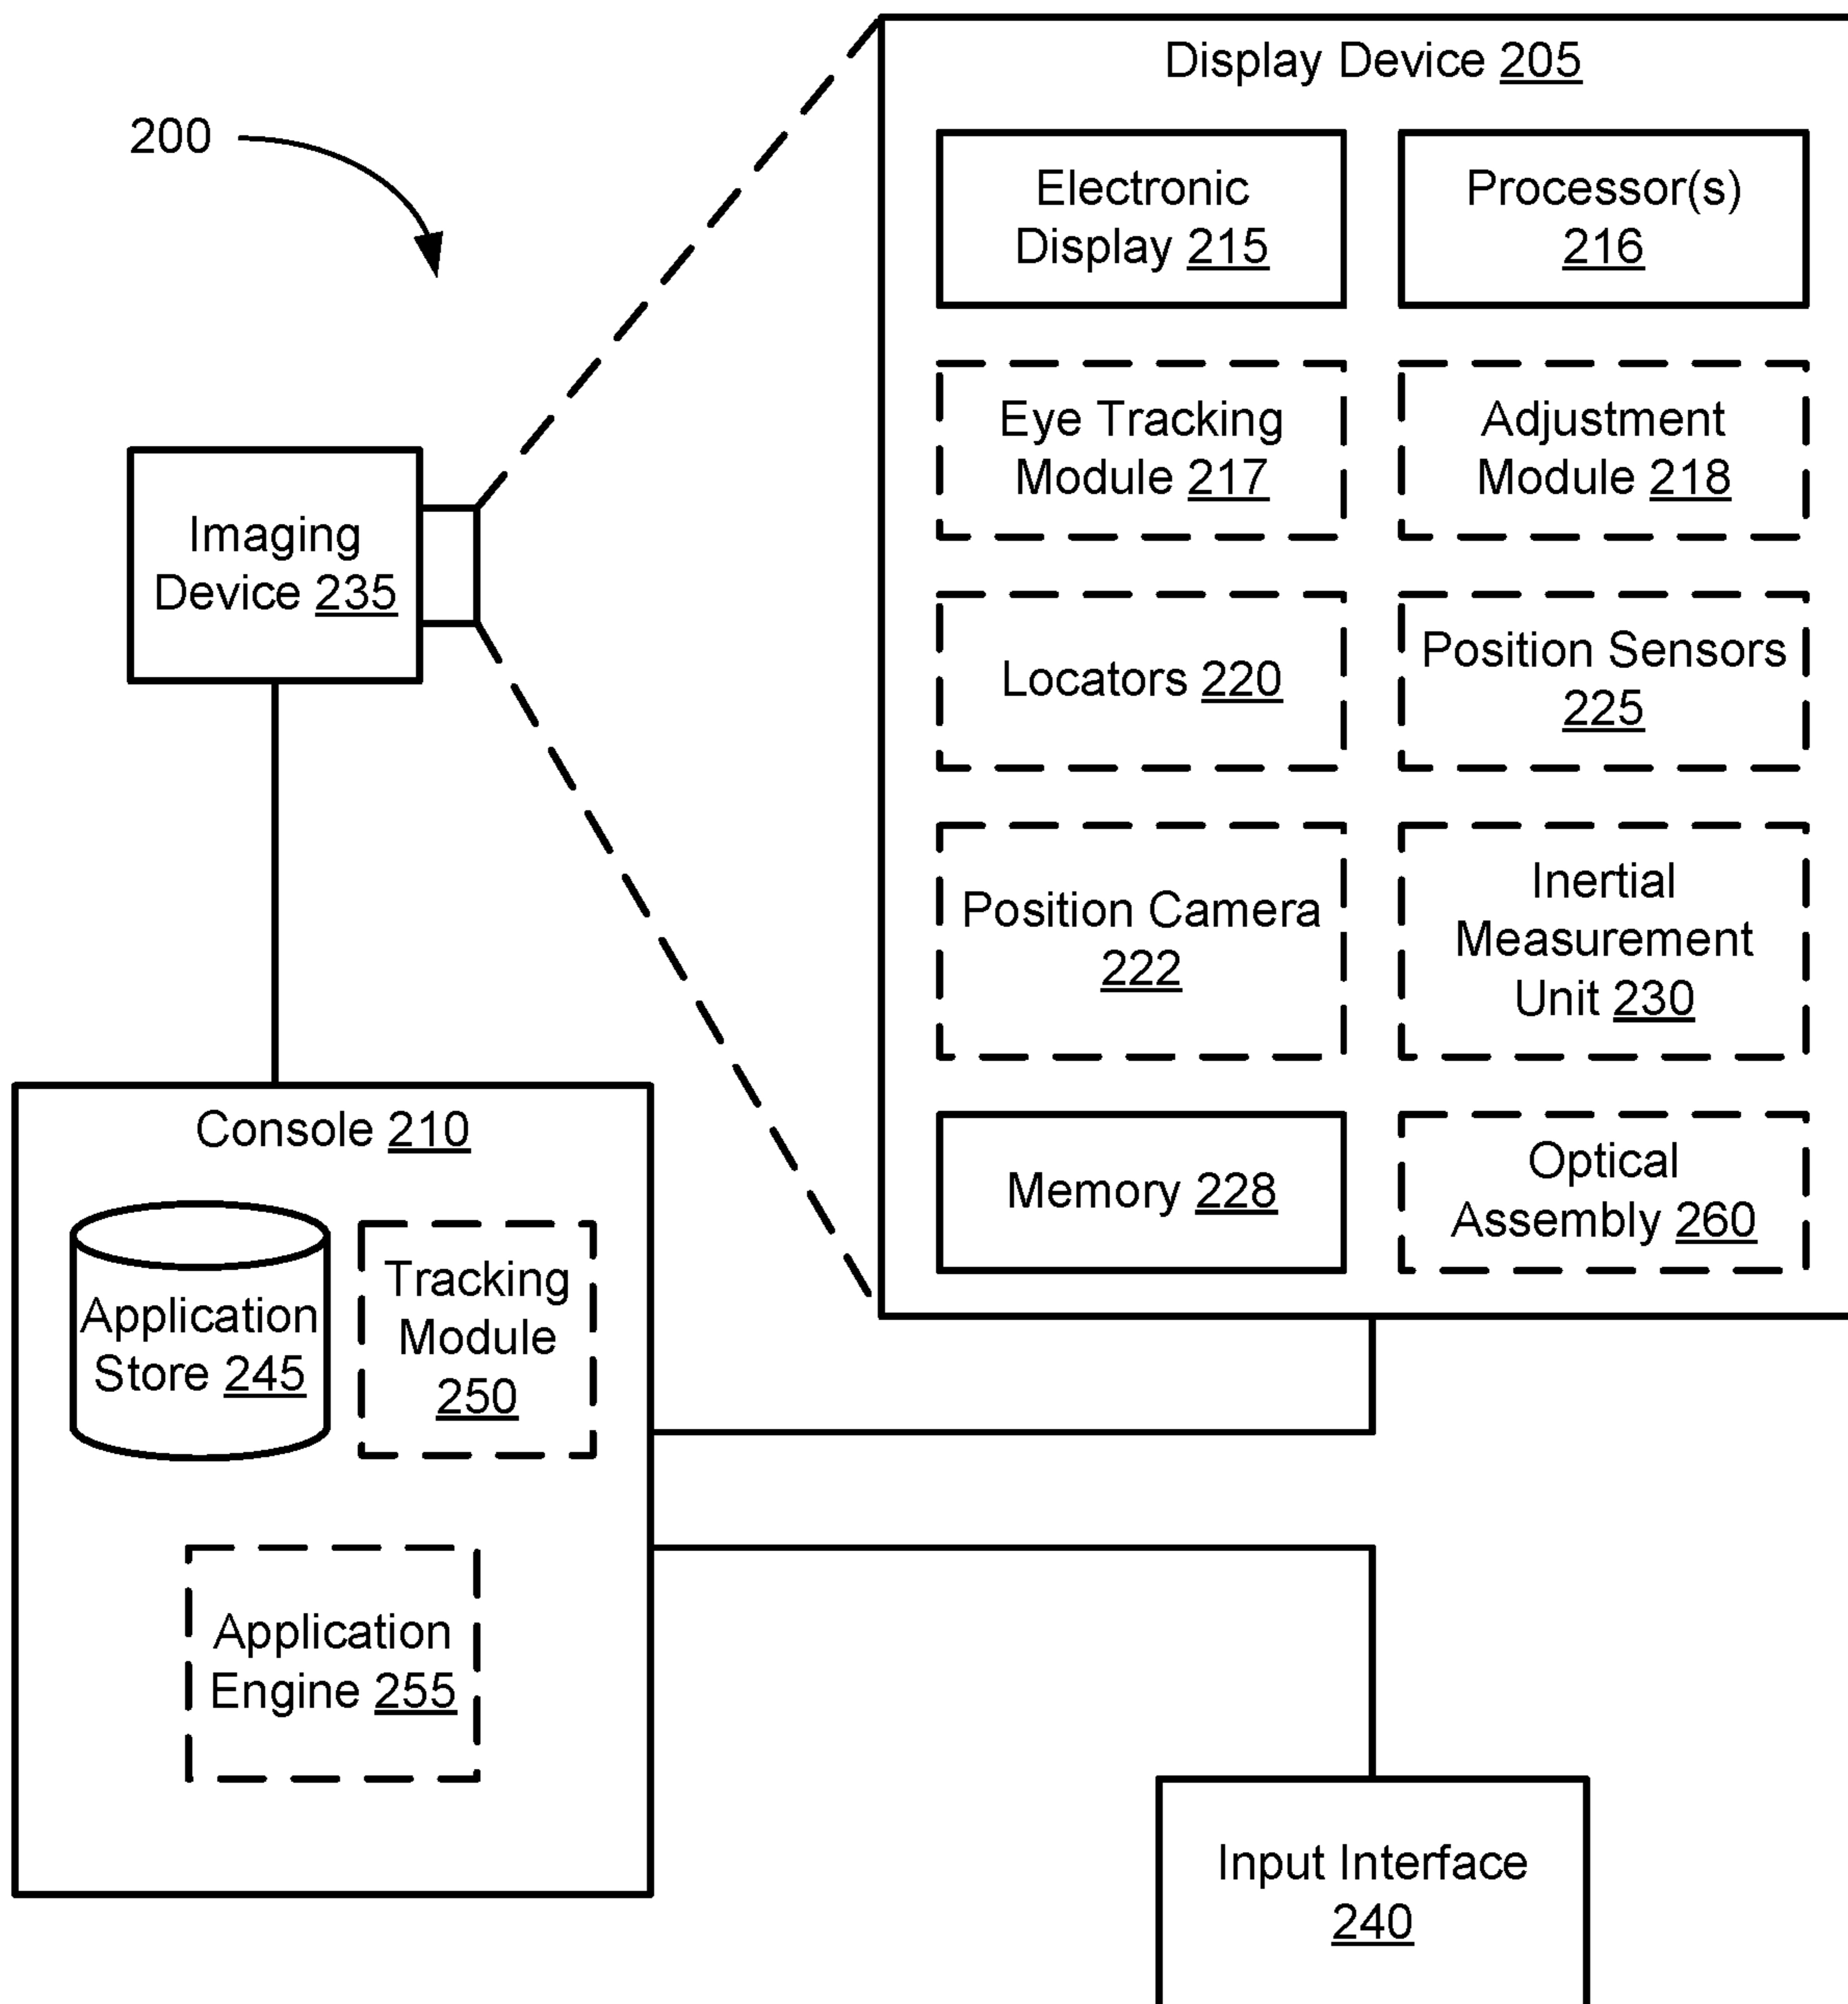 Display Device 205
200
Electronic
Display 215
Processor(s)
216
Eye Tracking
Module 217
Adjustment
Module 218
Imaging
Device 235
Locators 220
Position Sensors
225
Position Camera
222
Inertial
Measurement
Unit 230
Memory 228
Optical
Assembly 260
Console 210
Application
Store 245
Tracking
Module
250
Application
Engine 255
Input Interface
240